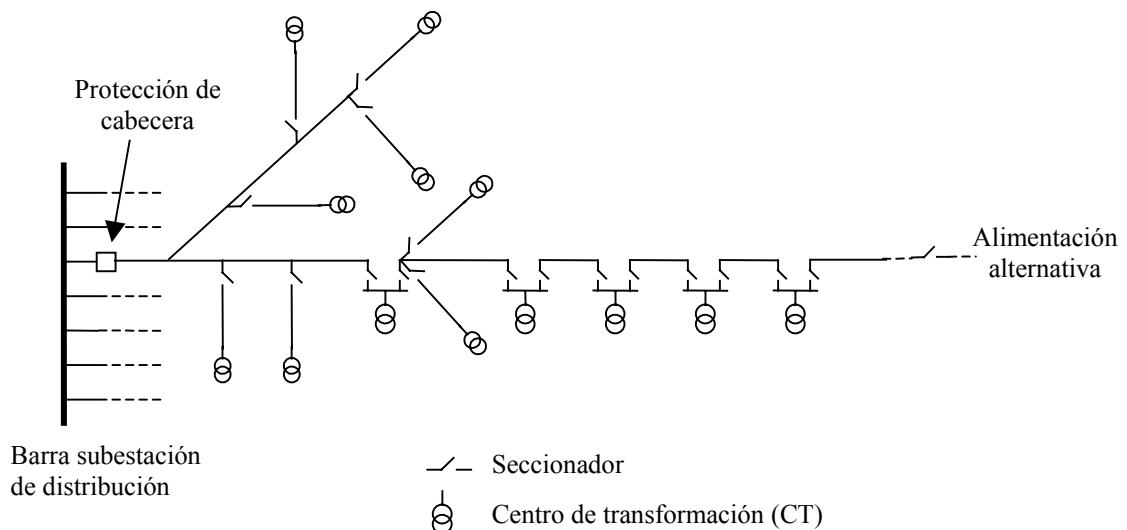 Protección de
cabecera
Alimentación
alternativa
Barra subestación
de distribución
Seccionador
Centro de transformación (CT)